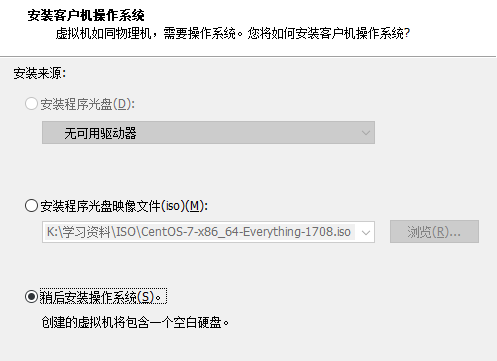 安装客户机操作系统
虚拟机如同物理机，需要操作系统。您将如何安装客户机操作系统?
安装来源:
安装程序光盘(D):
无可用驱动器
安装程序光盘映像文件(iso)(M):
K:\学习资料\ISO\CentOS-7-x86_64-Everything-1708.iso
浏览(R)...
稍后安装操作系统(S)。
创建的虚拟机将包含一个空白硬盘。